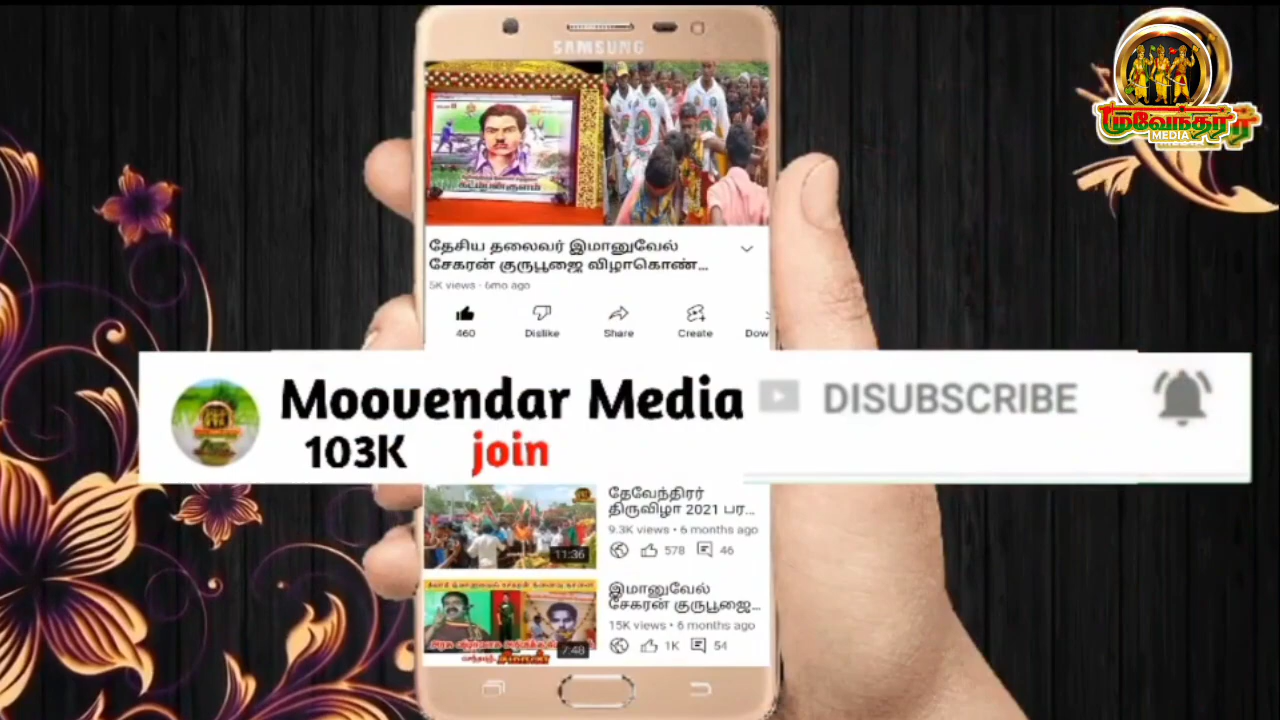 SAMSUNG
மூவேந்தர்
MEDIA
தேசிய தலைவர் இமானுவேல்
சேகரன் குருபூஜை விழாகொண்...
5K views · 6mo ago
460 Dislike Share Create Dow
Moovendar Media
DISUBSCRIBE
103K join
தேவேந்திரர்
திருவிழா 2021 பர...
9.3K views • 6 months ago
578 46
11:36
இமானுவேல்
சேகரன் குருபூஜை...
15K views • 6 months ago
1K 54
7:48